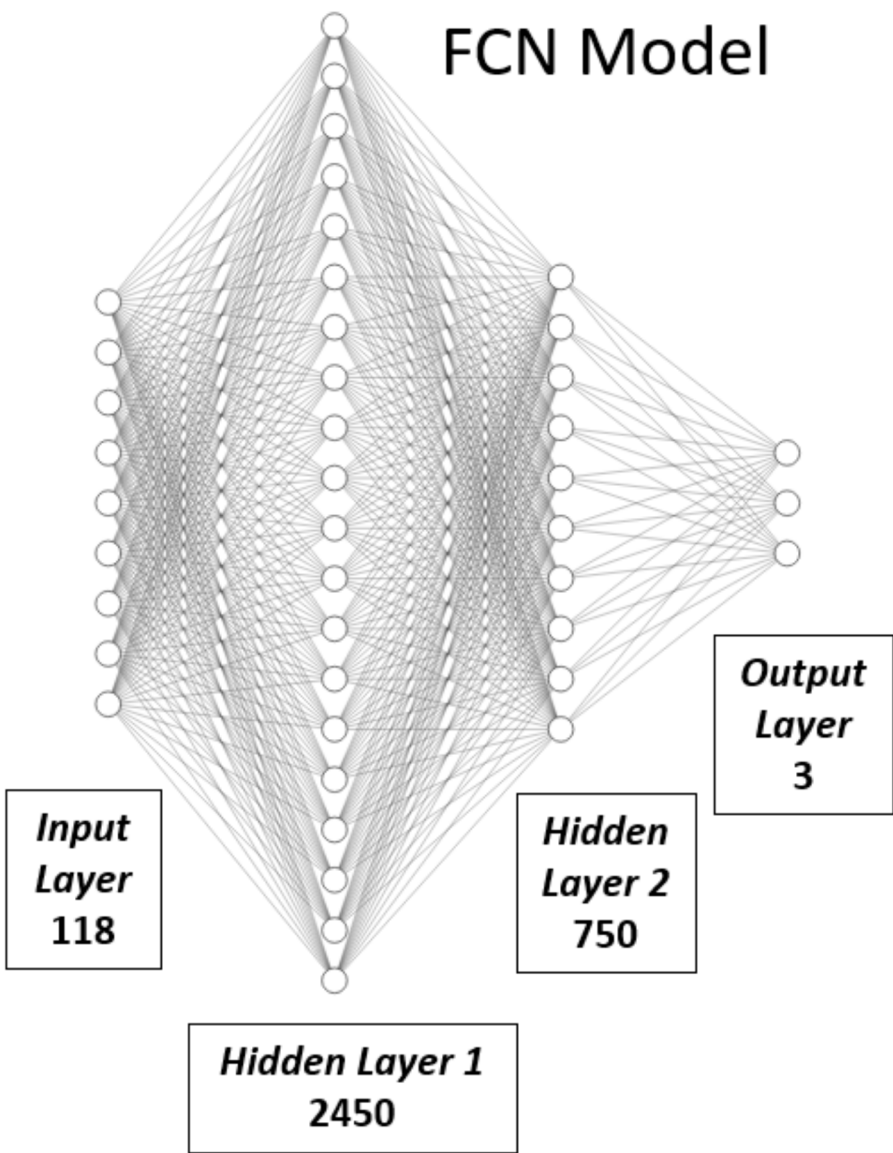 FCN Model
Input
Layer
118
Hidden Layer 1
2450
Hidden
Layer 2
750
Output
Layer
3